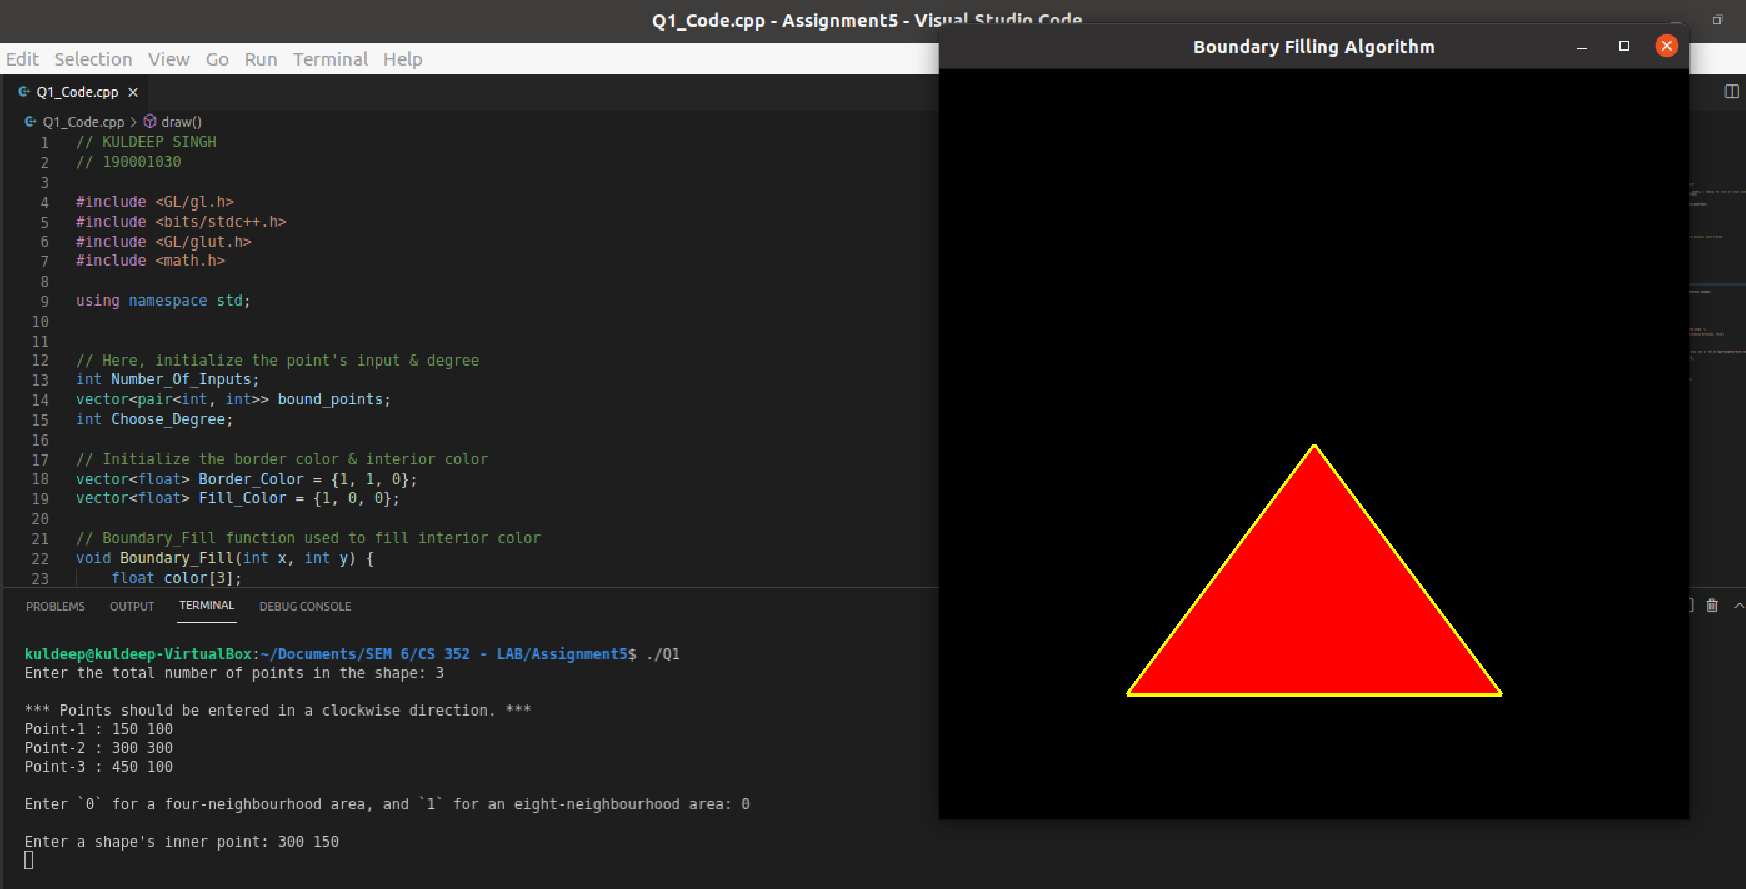 Q1_Code.cpp - Assignment5 - Visual Studio Code
Edit Selection View Go Run Terminal Help
Q1_Code.cpp
Q1_Code.cpp > draw()
1 // KULDEEP SINGH
2 // 190001030
3
4 #include <GL/gl.h>
5 #include <bits/stdc++.h>
6 #include <GL/glut.h>
7 #include <math.h>
8
9 using namespace std;
10
11
12 // Here, initialize the point's input & degree
13 int Number_Of_Inputs;
14 vector<pair<int, int>> bound_points;
15 int Choose_Degree;
16
17 // Initialize the border color & interior color
18 vector<float> Border_Color = {1, 1, 0};
19 vector<float> Fill_Color = {1, 0, 0};
20
21 // Boundary_Fill function used to fill interior color
22 void Boundary_Fill(int x, int y) {
23 float color[3];
PROBLEMS OUTPUT TERMINAL DEBUG CONSOLE
kuldeep@kuldeep-VirtualBox:~/Documents/SEM 6/CS 352 - LAB/Assignment5$ ./Q1
Enter the total number of points in the shape: 3
*** Points should be entered in a clockwise direction. ***
Point-1 : 150 100
Point-2 : 300 300
Point-3 : 450 100
Enter `0` for a four-neighbourhood area, and `1` for an eight-neighbourhood area: 0
Enter a shape's inner point: 300 150
Boundary Filling Algorithm